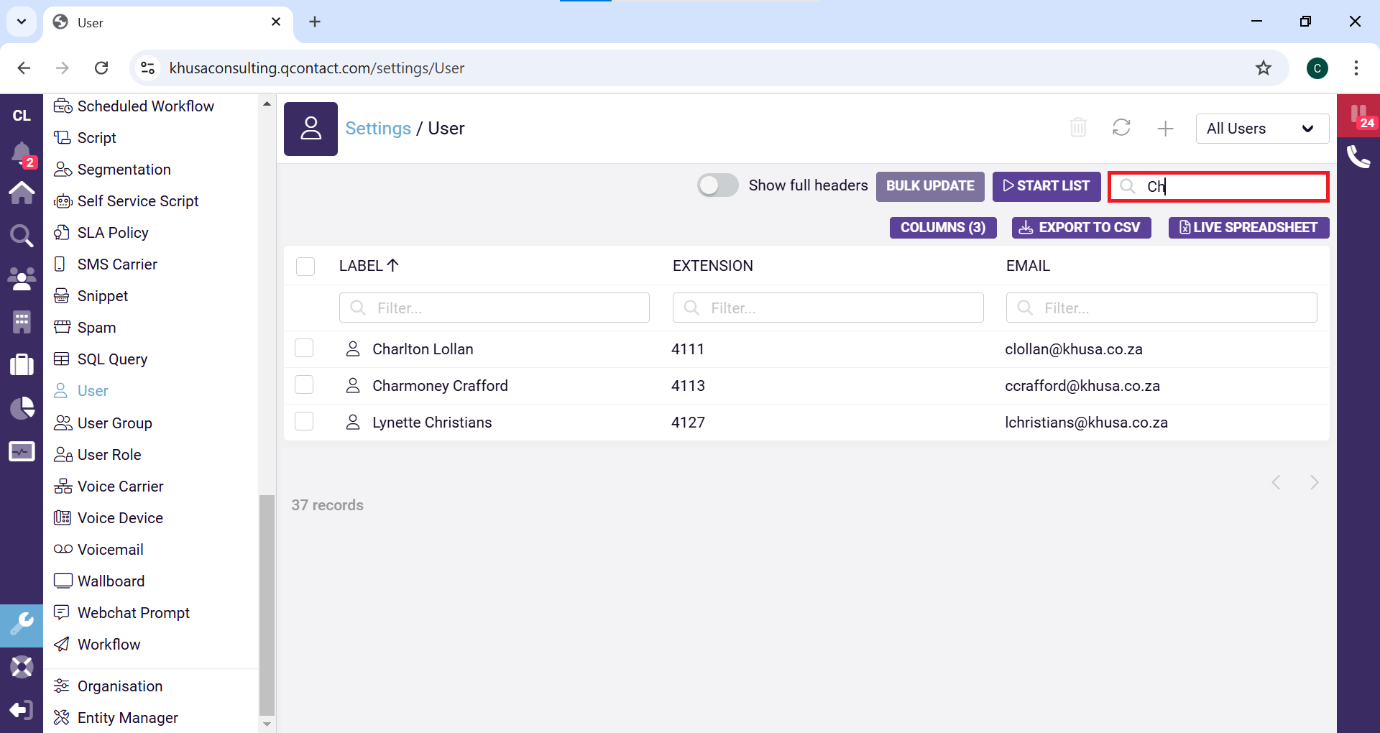 User
khusaconsulting.qcontact.com/settings/User
C
CL
2
Scheduled Workflow
Script
Segmentation
Self Service Script
SLA Policy
SMS Carrier
Snippet
Spam
SQL Query
User
User Group
User Role
Voice Carrier
Voice Device
Voicemail
Wallboard
Webchat Prompt
Workflow
Organisation
Entity Manager
Settings / User
All Users
24
Show full headers
BULK UPDATE
START LIST
Ch
COLUMNS (3)
EXPORT TO CSV
LIVE SPREADSHEET
LABEL EXTENSION EMAIL
Filter... Filter... Filter...
Charlton Lollan 4111 clollan@khusa.co.za
Charmoney Crafford 4113 ccrafford@khusa.co.za
Lynette Christians 4127 lchristians@khusa.co.za
37 records